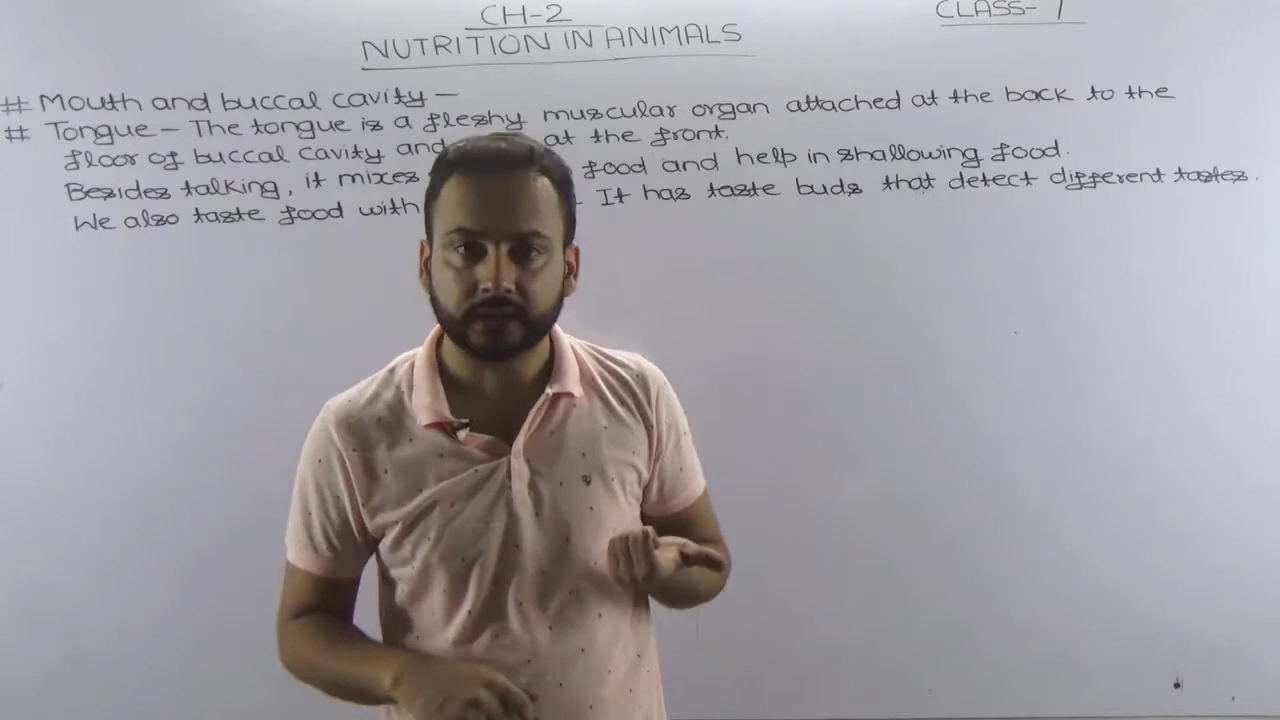 CH-2
CLASS- 7
NUTRITION IN ANIMALS
# Mouth and buccal cavity –
# Tongue – The tongue is a fleshy muscular organ attached at the back to the
floor of buccal cavity and at the front.
Besides talking, it mixes food and help in shallowing food.
We also taste food with . It has taste buds that detect different tastes.